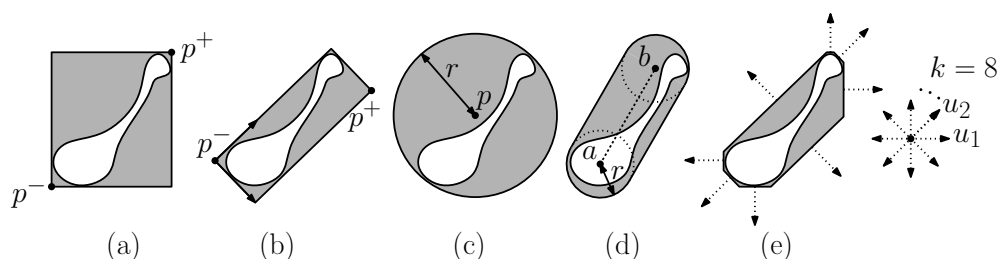 p⁺
p⁻
(a)
p⁻
p⁺
(b)
r
p
(c)
b
a
r
(d)
(e)
k = 8
u₂
u₁